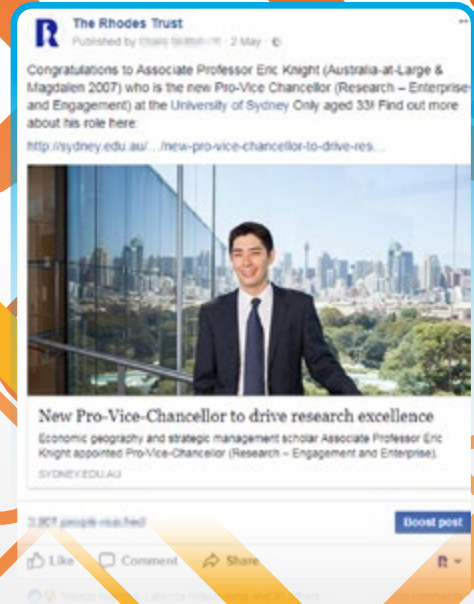 The Rhodes Trust
Published by · 2 May ·
Congratulations to Associate Professor Eric Knight (Australia-at-Large &
Magdalen 2007) who is the new Pro-Vice Chancellor (Research – Enterprise
and Engagement) at the University of Sydney Only aged 33! Find out more
about his role here:
http://sydney.edu.au/…/new-pro-vice-chancellor-to-drive-res…
New Pro-Vice-Chancellor to drive research excellence
Economic geography and strategic management scholar Associate Professor Eric
Knight appointed Pro-Vice-Chancellor (Research – Engagement and Enterprise).
SYDNEY.EDU.AU
people reached
Boost post
Like Comment Share